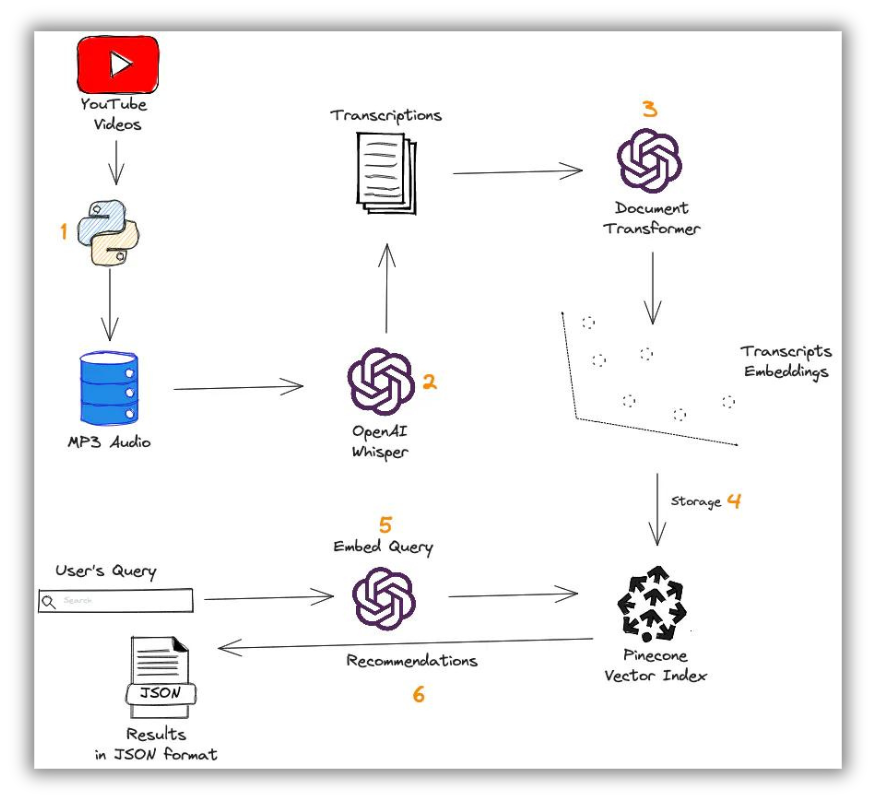 YouTube
Videos
1
MP3 Audio
Transcriptions
OpenAI
Whisper
2
3
Document
Transformer
Transcripts
Embeddings
Storage 4
5
Embed Query
User's Query
Search
Pinecone
Vector Index
Recommendations
6
JSON
Results
in JSON format